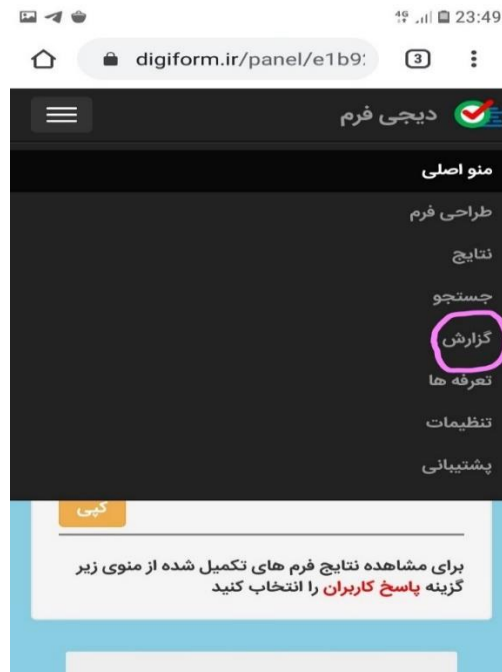 4G 23:49
digiform.ir/panel/e1b9 3
دیجی فرم
منو اصلی
طراحی فرم
نتایج
جستجو
گزارش
تعرفه ها
تنظیمات
پشتیبانی
کپی
برای مشاهده نتایج فرم های تکمیل شده از منوی زیر
گزینه پاسخ کاربران را انتخاب کنید